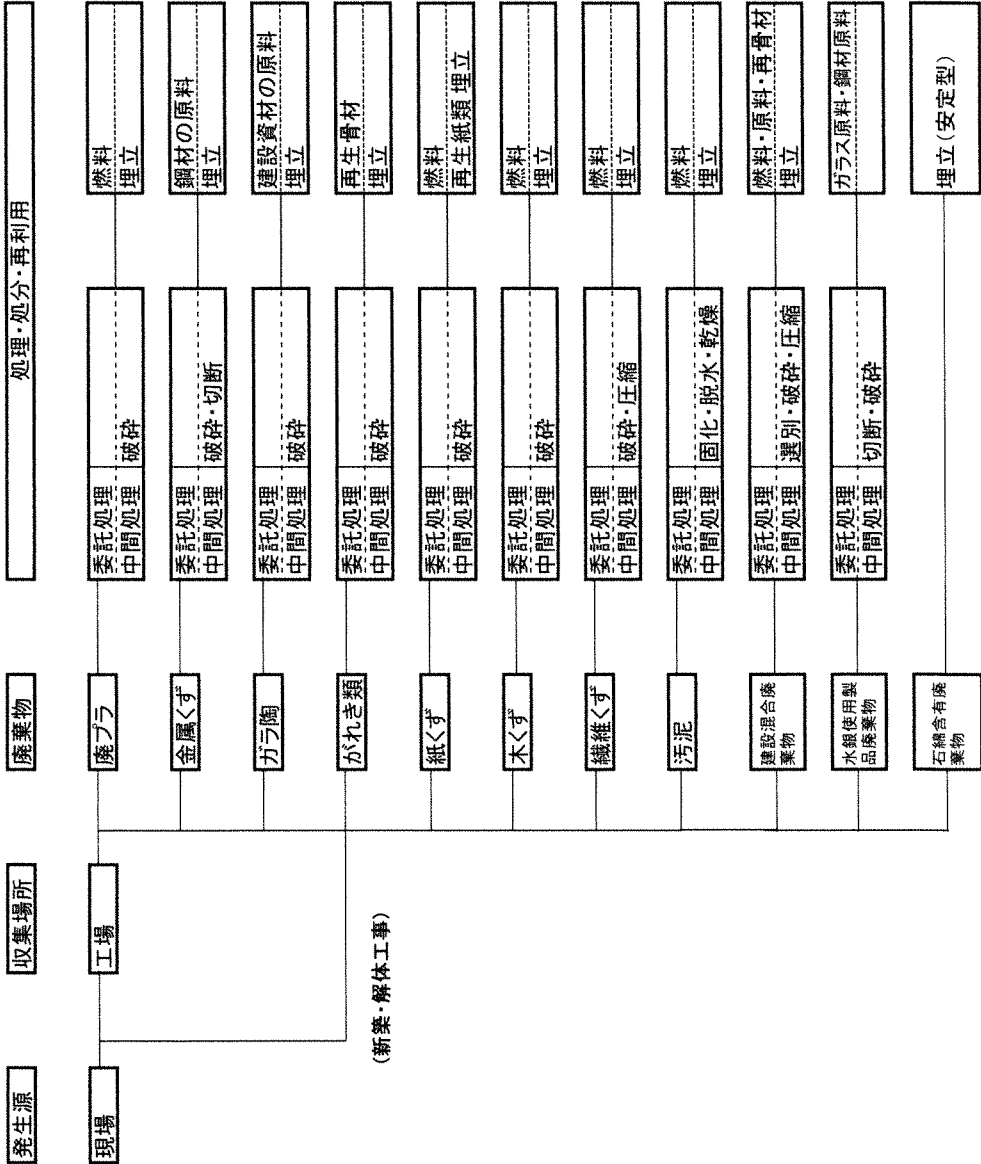 発生源
収集場所
廃棄物
処理・処分・再利用
現場
工場
(新築・解体工事)
廃プラ
委託処理
中間処理
破砕
燃料
埋立
金属くず
委託処理
中間処理
破砕・切断
鋼材の原料
埋立
ガラ陶
委託処理
中間処理
破砕
建設資材の原料
埋立
がれき類
委託処理
中間処理
破砕
再生骨材
埋立
紙くず
委託処理
中間処理
破砕
燃料
再生紙類 埋立
木くず
委託処理
中間処理
破砕
燃料
埋立
繊維くず
委託処理
中間処理
破砕・圧縮
燃料
埋立
汚泥
委託処理
中間処理
固化・脱水・乾燥
燃料
埋立
建設混合廃
棄物
委託処理
中間処理
選別・破砕・圧縮
燃料・原料・再骨材
埋立
水銀使用製
品廃棄物
委託処理
中間処理
切断・破砕
ガラス原料・鋼材原料
石綿含有廃
棄物
埋立(安定型)